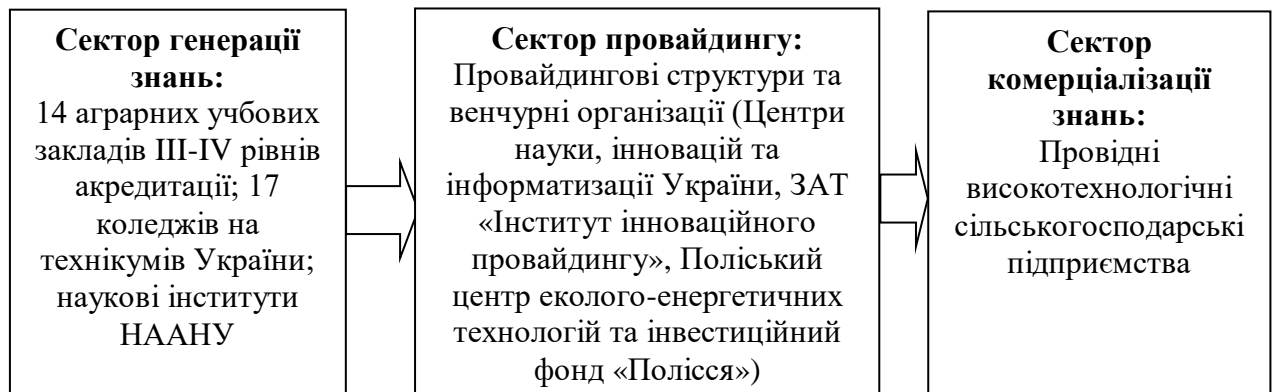 Сектор генерації
знань:
14 аграрних учбових
закладів ІІІ-ІV рівнів
акредитації; 17
коледжів на
технікумів України;
наукові інститути
НААНУ
Сектор провайдингу:
Провайдингові структури та
венчурні організації (Центри
науки, інновацій та
інформатизації України, ЗАТ
«Інститут інноваційного
провайдингу», Поліський
центр еколого-енергетичних
технологій та інвестиційний
фонд «Полісся»)
Сектор
комерціалізації
знань:
Провідні
високотехнологічні
сільськогосподарські
підприємства